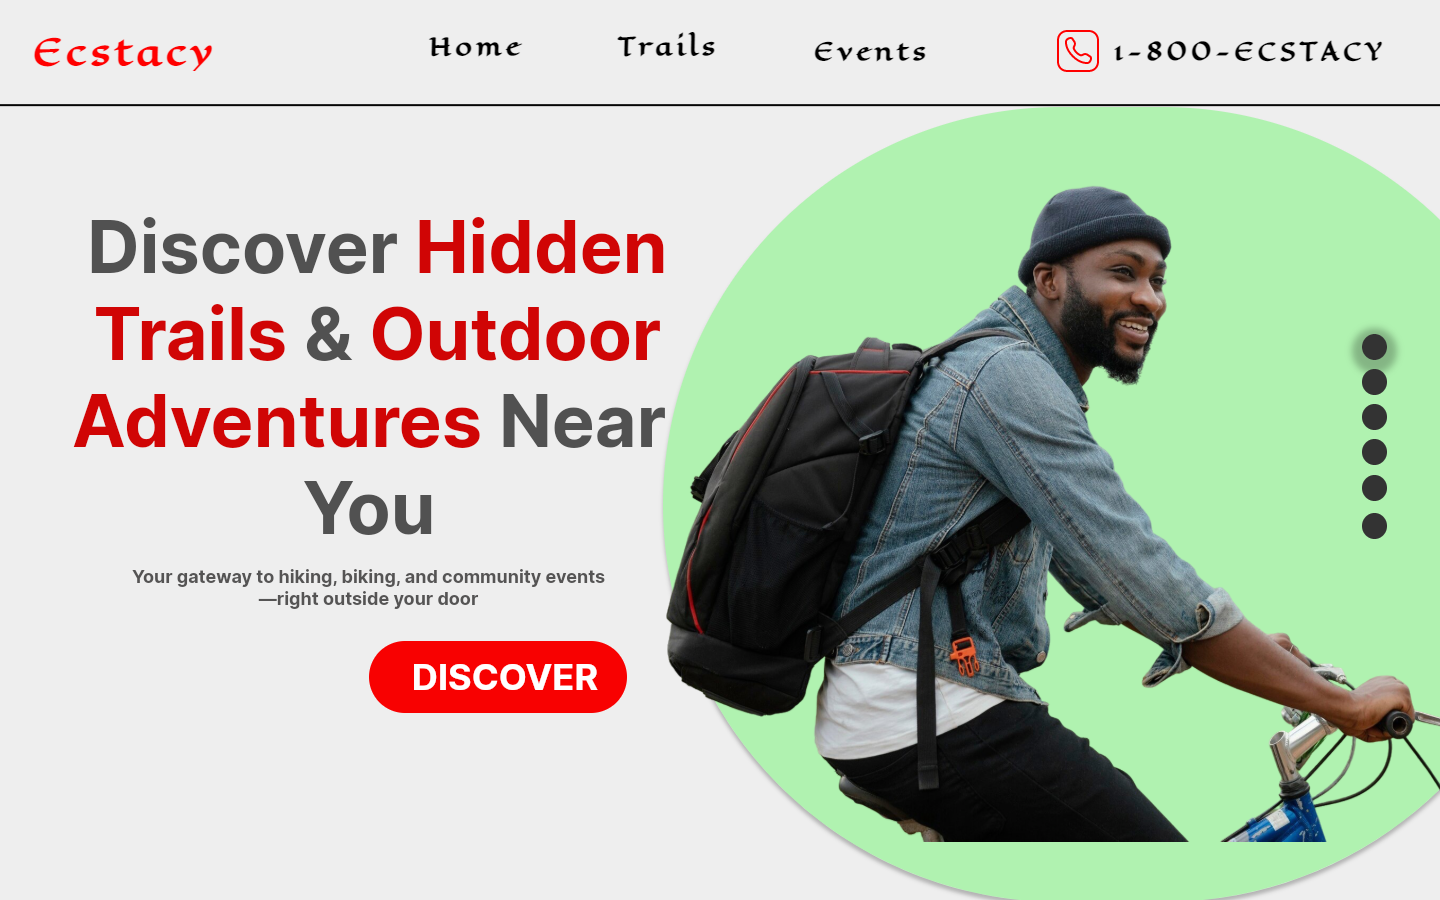 Ecstacy
Home
Trails
Events
1-800-ECSTACY
Discover Hidden
Trails & Outdoor
Adventures Near
You
Your gateway to hiking, biking, and community events
—right outside your door
DISCOVER